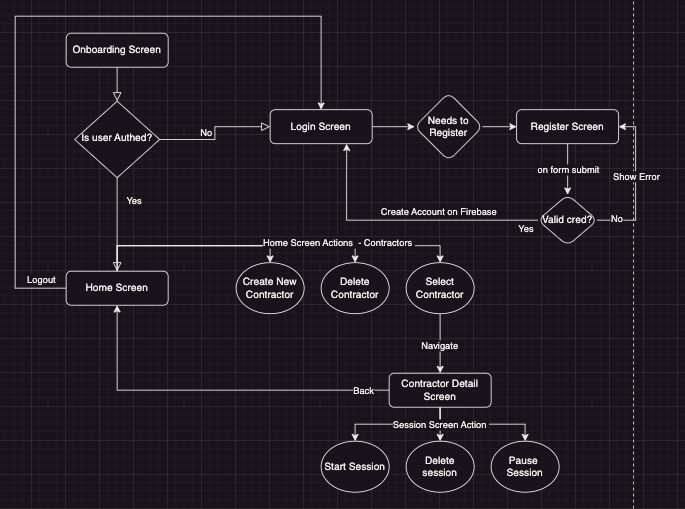 Onboarding Screen
Is user Authed?
No
Login Screen
Needs to
Register
Register Screen
on form submit
Show Error
Valid cred?
No
Yes
Create Account on Firebase
Yes
Home Screen Actions - Contractors
Logout
Home Screen
Create New
Contractor
Delete
Contractor
Select
Contractor
Navigate
Back
Contractor Detail
Screen
Session Screen Action
Start Session
Delete
session
Pause
Session